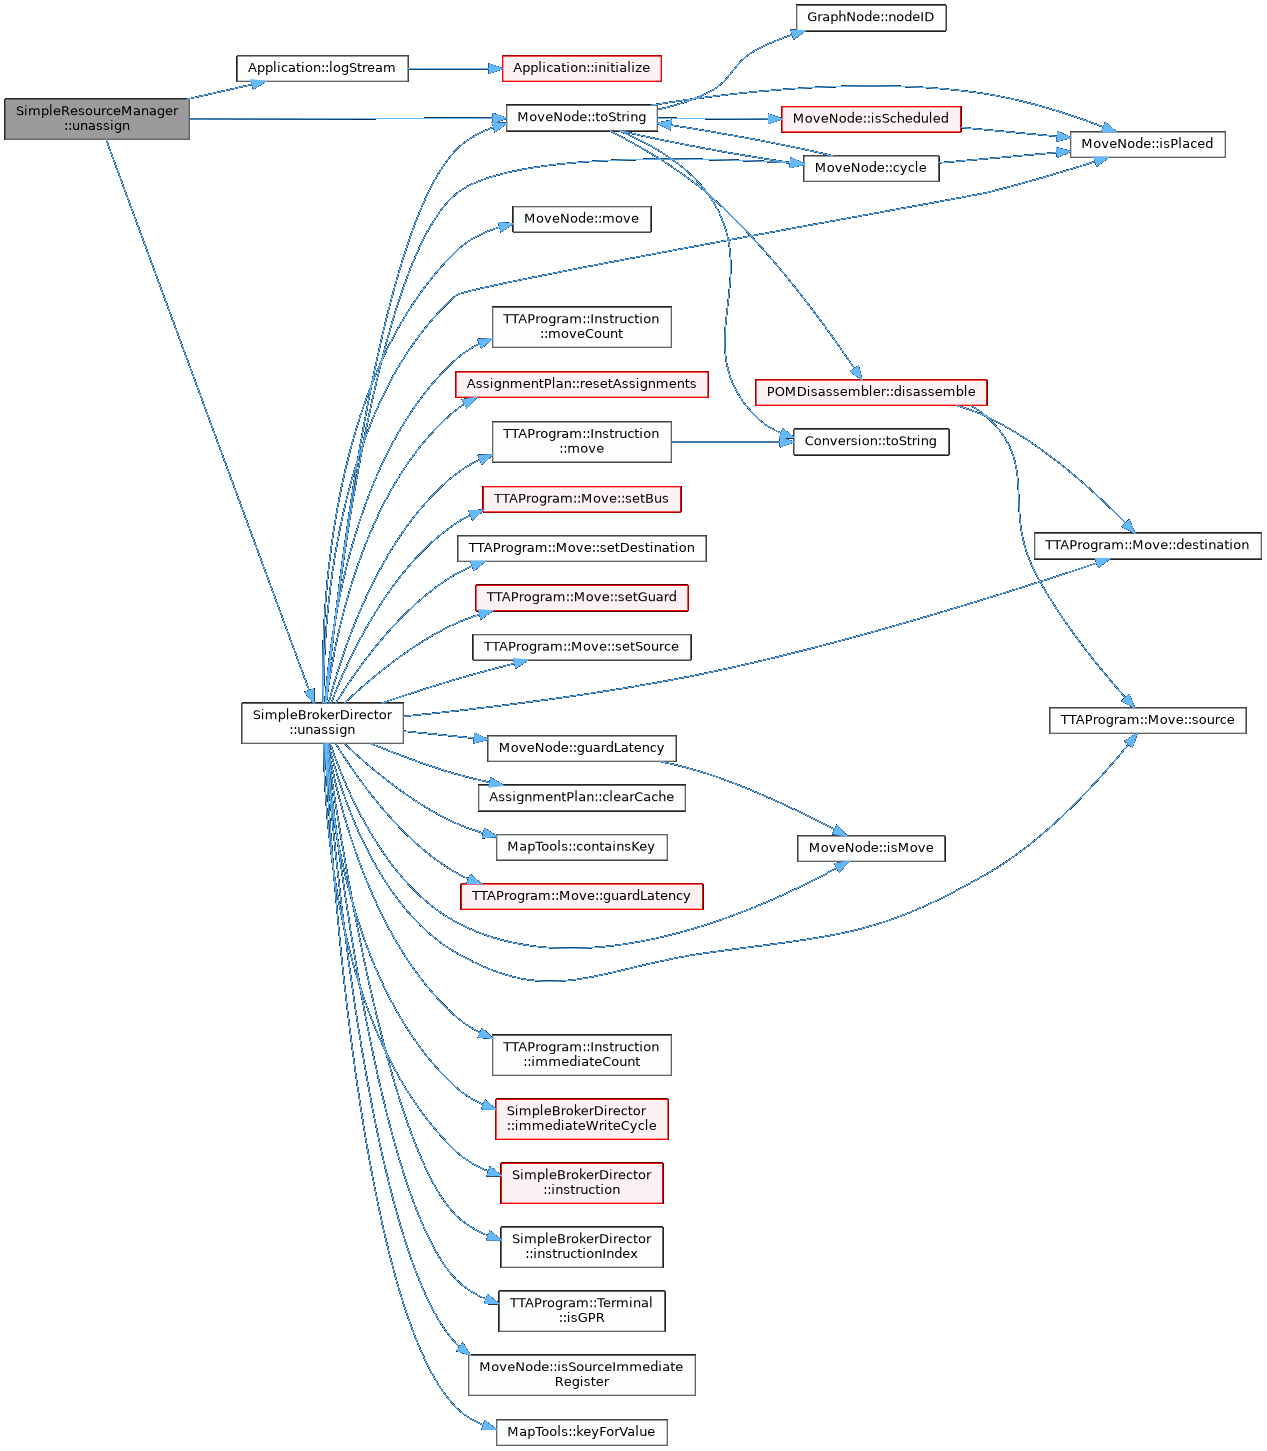 GraphNode::nodeID
Application::logStream
Application::initialize
SimpleResourceManager
::unassign
MoveNode::toString
MoveNode::isScheduled
MoveNode::isPlaced
MoveNode::cycle
MoveNode::move
TTAProgram::Instruction
::moveCount
AssignmentPlan::resetAssignments
POMDisassembler::disassemble
TTAProgram::Instruction
::move
Conversion::toString
TTAProgram::Move::setBus
TTAProgram::Move::setDestination
TTAProgram::Move::destination
TTAProgram::Move::setGuard
TTAProgram::Move::setSource
SimpleBrokerDirector
::unassign
TTAProgram::Move::source
MoveNode::guardLatency
AssignmentPlan::clearCache
MapTools::containsKey
MoveNode::isMove
TTAProgram::Move::guardLatency
TTAProgram::Instruction
::immediateCount
SimpleBrokerDirector
::immediateWriteCycle
SimpleBrokerDirector
::instruction
SimpleBrokerDirector
::instructionIndex
TTAProgram::Terminal
::isGPR
MoveNode::isSourceImmediate
Register
MapTools::keyForValue